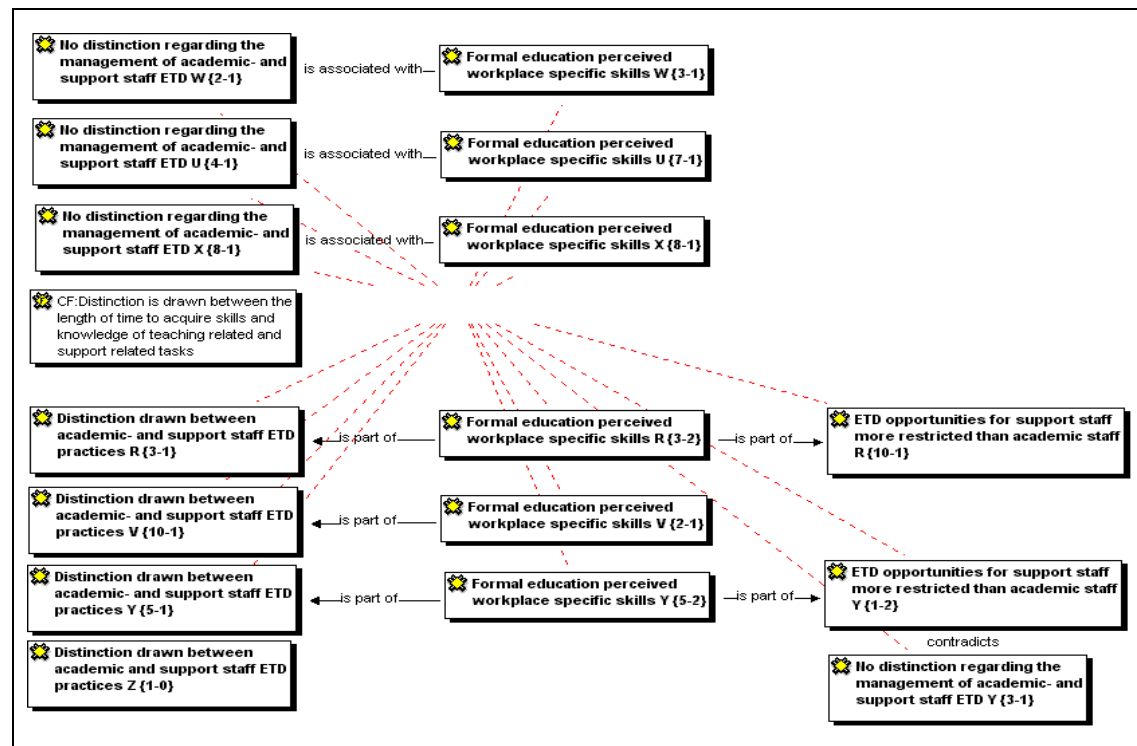 No distinction regarding the
management of academic- and
support staff ETD W {2-1}
is associated with
Formal education perceived
workplace specific skills W {3-1}
No distinction regarding the
management of academic- and
support staff ETD U {4-1}
is associated with
Formal education perceived
workplace specific skills U {7-1}
No distinction regarding the
management of academic- and
support staff ETD X {8-1}
is associated with
Formal education perceived
workplace specific skills X {8-1}
CF:Distinction is drawn between the
length of time to acquire skills and
knowledge of teaching related and
support related tasks
Distinction drawn between
academic- and support staff ETD
practices R {3-1}
is part of
Formal education perceived
workplace specific skills R {3-2}
is part of
ETD opportunities for support staff
more restricted than academic staff
R {10-1}
Distinction drawn between
academic- and support staff ETD
practices V {10-1}
is part of
Formal education perceived
workplace specific skills V {2-1}
Distinction drawn between
academic- and support staff ETD
practices Y {5-1}
is part of
Formal education perceived
workplace specific skills Y {5-2}
is part of
ETD opportunities for support staff
more restricted than academic staff
Y {1-2}
contradicts
Distinction drawn between
academic and support staff ETD
practices Z {1-0}
No distinction regarding the
management of academic- and
support staff ETD Y {3-1}